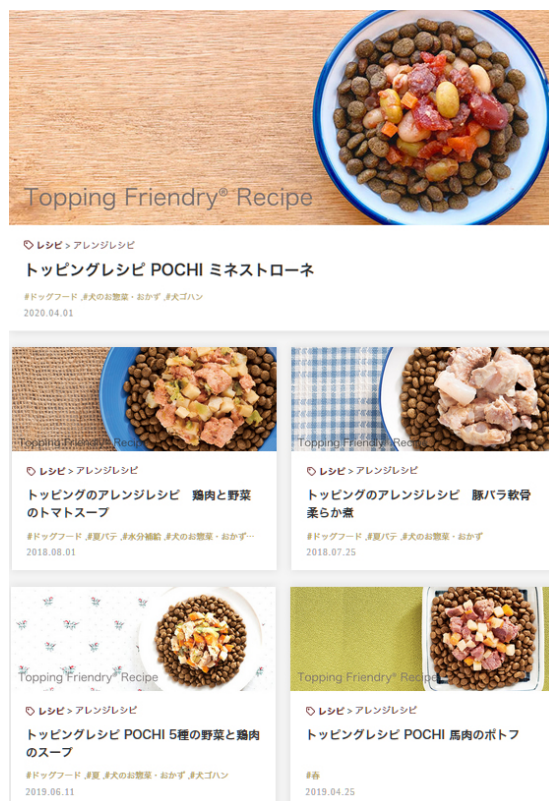 Topping Friendry® Recipe
レシピ > アレンジレシピ
トッピングレシピ POCHI ミネストローネ
#ドッグフード ,#犬のお惣菜・おかず ,#犬ゴハン
2020.04.01
Topping Friendry® Recipe
レシピ > アレンジレシピ
トッピングのアレンジレシピ　鶏肉と野菜
のトマトスープ
#ドッグフード ,#夏バテ ,#水分補給 ,#犬のお惣菜・おかず…
2018.08.01
Topping Friendry® Recipe
レシピ > アレンジレシピ
トッピングのアレンジレシピ　豚バラ軟骨
柔らか煮
#ドッグフード ,#夏バテ ,#犬のお惣菜・おかず
2018.07.25
Topping Friendry® Recipe
レシピ > アレンジレシピ
トッピングレシピ POCHI 5種の野菜と鶏肉
のスープ
#ドッグフード ,#夏 ,#犬のお惣菜・おかず ,#犬ゴハン
2019.06.11
Topping Friendry® Recipe
レシピ > アレンジレシピ
トッピングレシピ POCHI 馬肉のポトフ
#春
2019.04.25